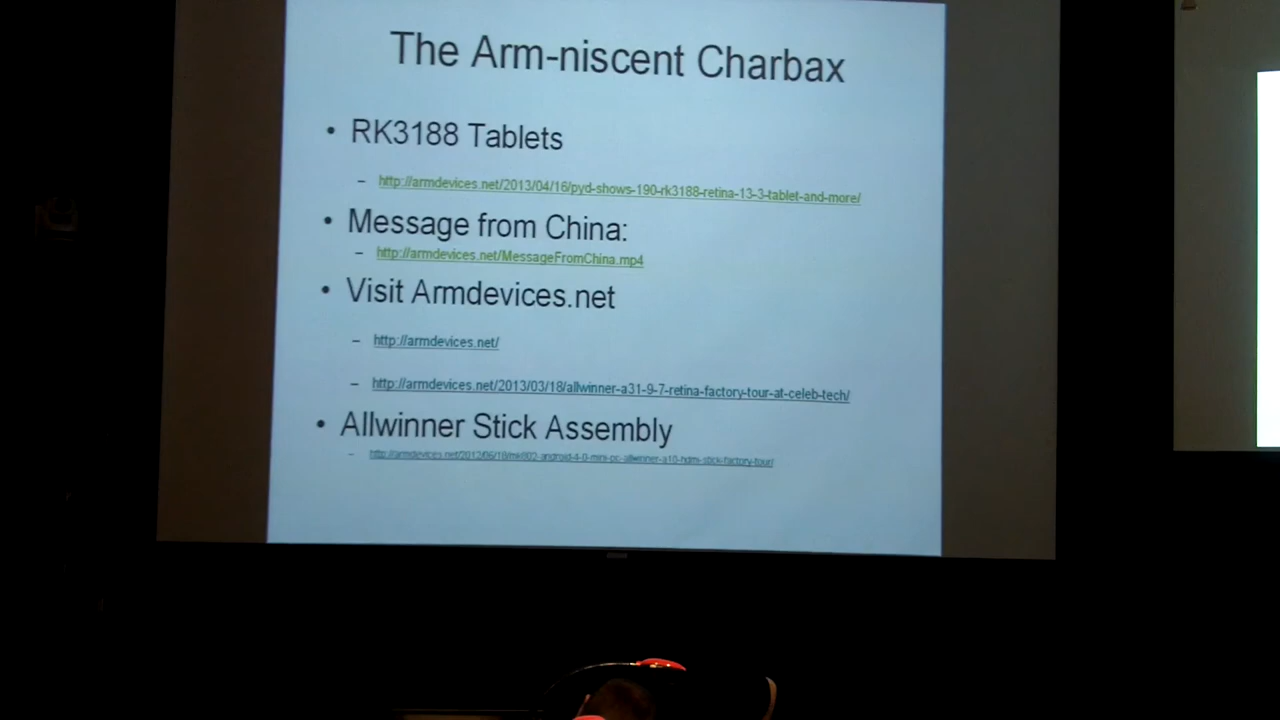 The Arm-niscent Charbax
• RK3188 Tablets
– http://armdevices.net/2013/04/16/pyd-shows-190-rk3188-retina-13-3-tablet-and-more/
• Message from China:
– http://armdevices.net/MessageFromChina.mp4
• Visit Armdevices.net
– http://armdevices.net/
– http://armdevices.net/2013/03/18/allwinner-a31-9-7-retina-factory-tour-at-celeb-tech/
• Allwinner Stick Assembly
– http://armdevices.net/2012/06/18/mk802-android-4-0-mini-pc-allwinner-a10-hdmi-stick-factory-tour/